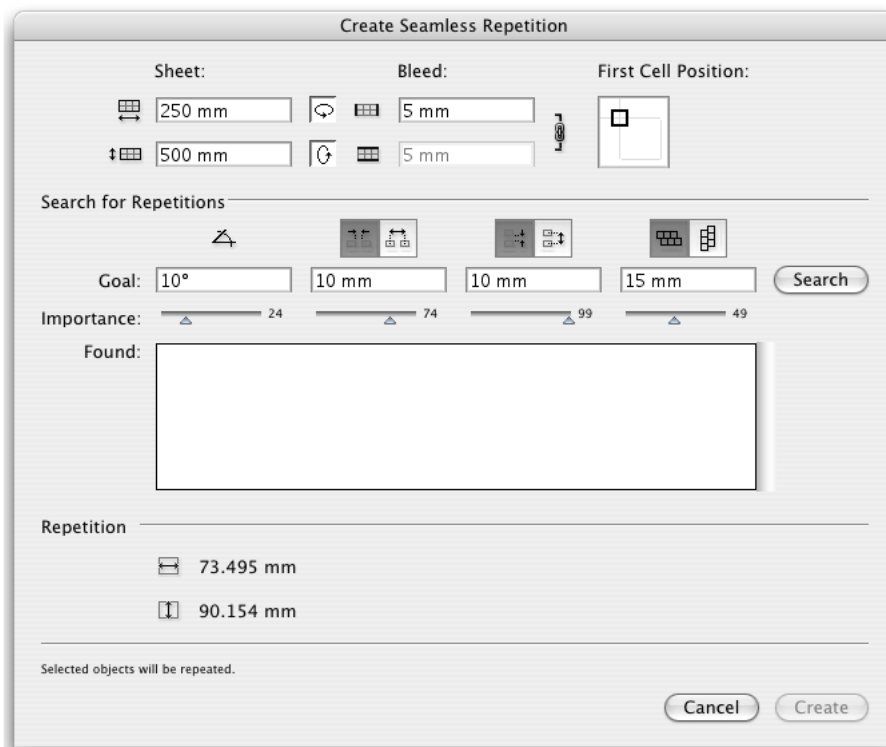 Create Seamless Repetition
Sheet: Bleed: First Cell Position:
250 mm 5 mm
500 mm 5 mm
Search for Repetitions
Goal: 10° 10 mm 10 mm 15 mm Search
Importance: 24 74 99 49
Found:
Repetition
73.495 mm
90.154 mm
Selected objects will be repeated.
Cancel Create